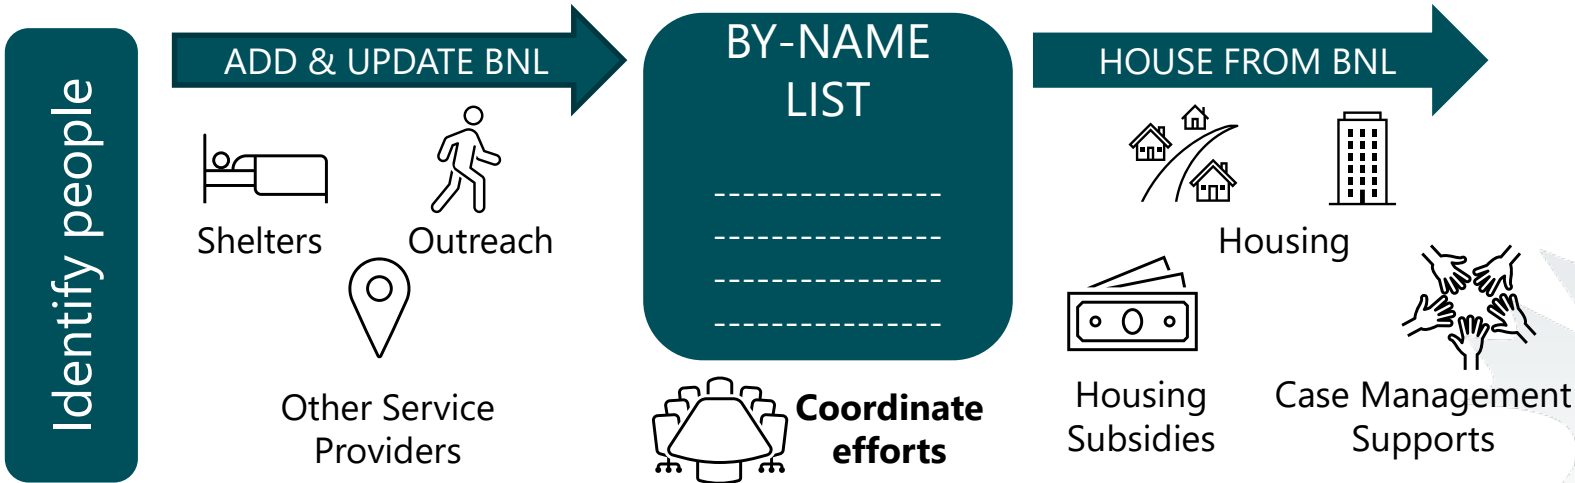 Identify people
ADD & UPDATE BNL
Shelters
Outreach
Other Service
Providers
BY-NAME
LIST
----------------
----------------
----------------
----------------
Coordinate
efforts
HOUSE FROM BNL
Housing
Housing
Subsidies
Case Management
Supports